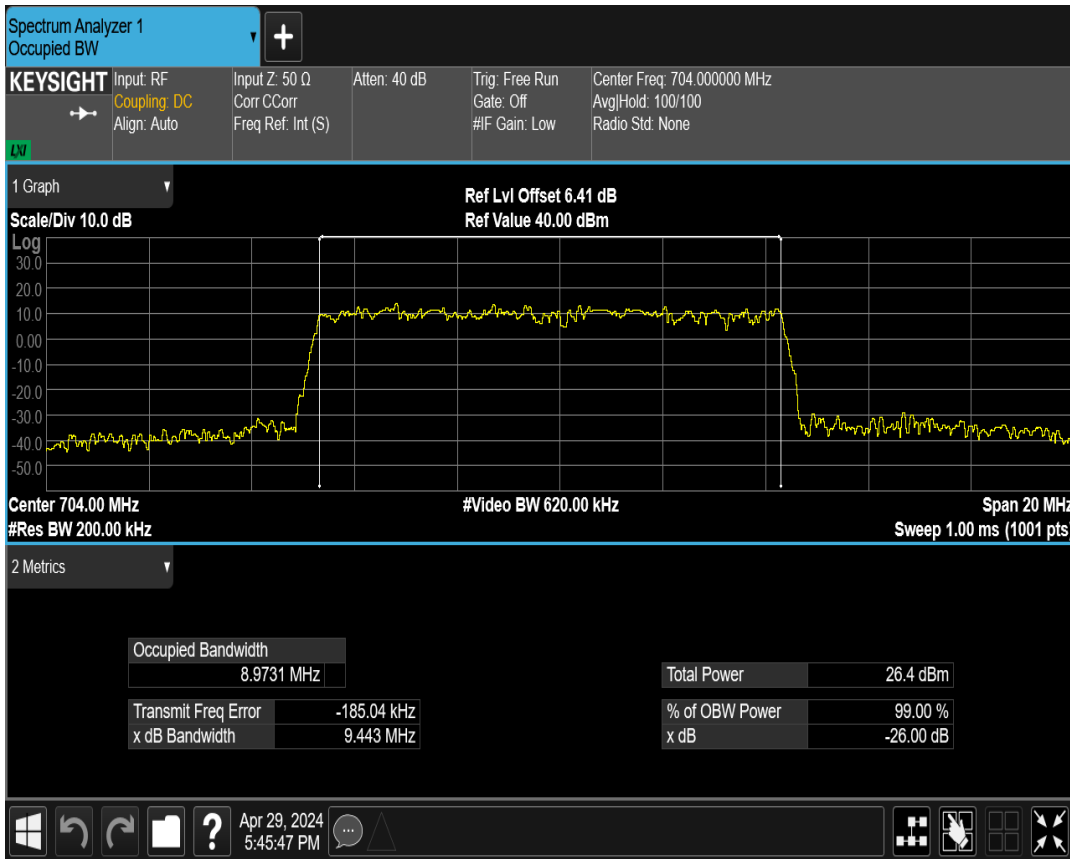 Spectrum Analyzer 1
Occupied BW
+
KEYSIGHT
LXI
Input: RF
Coupling: DC
Align: Auto
Input Z: 50 Ω
Corr CCorr
Freq Ref: Int (S)
Atten: 40 dB
Trig: Free Run
Gate: Off
#IF Gain: Low
Center Freq: 704.000000 MHz
Avg|Hold: 100/100
Radio Std: None
1 Graph
Ref Lvl Offset 6.41 dB
Scale/Div 10.0 dB
Ref Value 40.00 dBm
Log
30.0
20.0
10.0
0.00
-10.0
-20.0
-30.0
-40.0
-50.0
Center 704.00 MHz
#Video BW 620.00 kHz
Span 20 MHz
#Res BW 200.00 kHz
Sweep 1.00 ms (1001 pts)
2 Metrics
Occupied Bandwidth
8.9731 MHz
Total Power 26.4 dBm
Transmit Freq Error -185.04 kHz
% of OBW Power 99.00 %
x dB Bandwidth 9.443 MHz
x dB -26.00 dB
?
Apr 29, 2024
5:45:47 PM